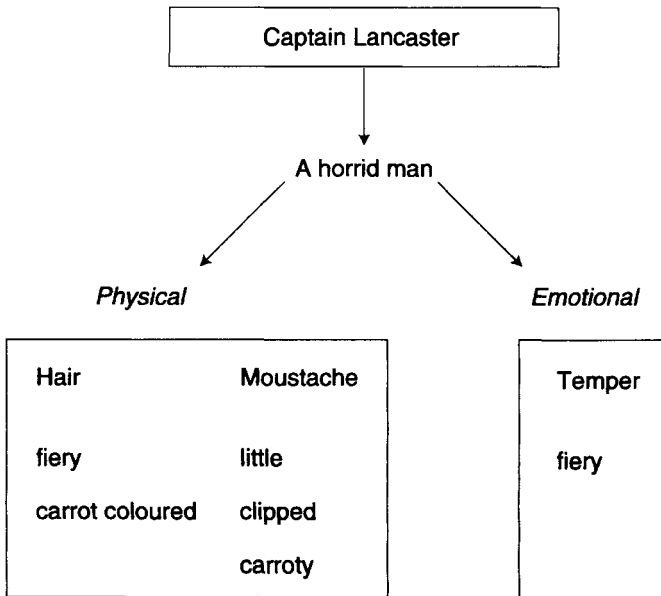 Captain Lancaster
A horrid man
Physical
Emotional
Hair
Moustache
Temper
fiery
little
fiery
carrot coloured
clipped
carroty